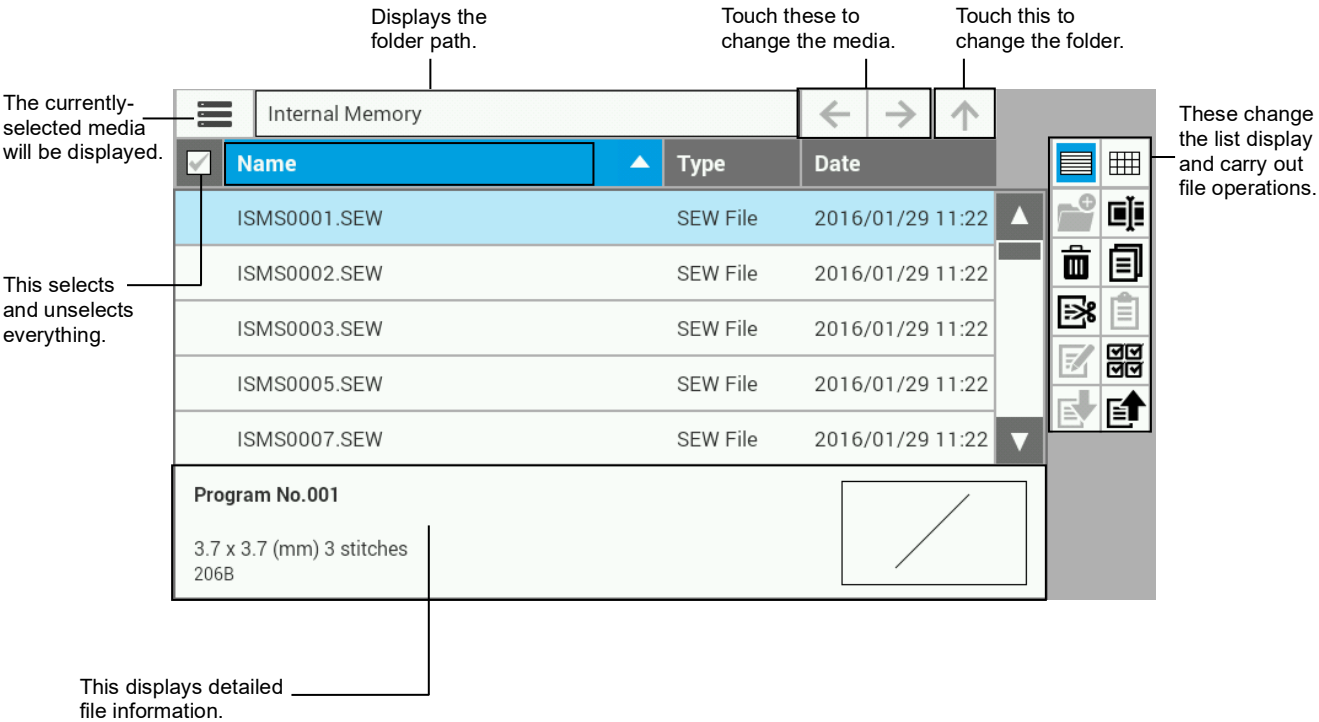 Displays the
folder path.
Touch these to
change the media.
Touch this to
change the folder.
The currently-
selected media
will be displayed.
Internal Memory
These change
the list display
and carry out
file operations.
Name Type Date
ISMS0001.SEW SEW File 2016/01/29 11:22
ISMS0002.SEW SEW File 2016/01/29 11:22
This selects
and unselects
everything.
ISMS0003.SEW SEW File 2016/01/29 11:22
ISMS0005.SEW SEW File 2016/01/29 11:22
ISMS0007.SEW SEW File 2016/01/29 11:22
Program No.001
3.7 x 3.7 (mm) 3 stitches
206B
This displays detailed
file information.